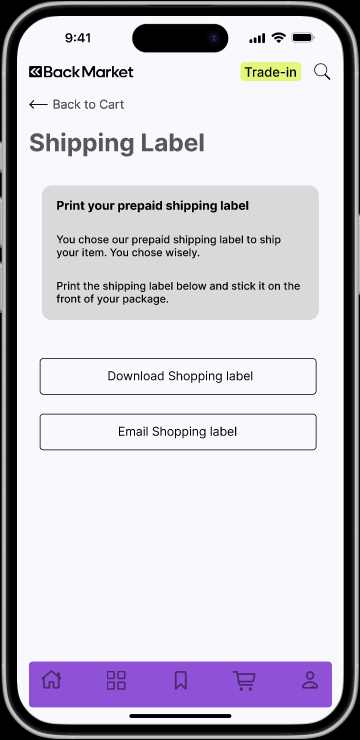 9:41
BackMarket
Trade-in
Back to Cart
Shipping Label
Print your prepaid shipping label
You chose our prepaid shipping label to ship
your item. You chose wisely.
Print the shipping label below and stick it on the
front of your package.
Download Shopping label
Email Shopping label